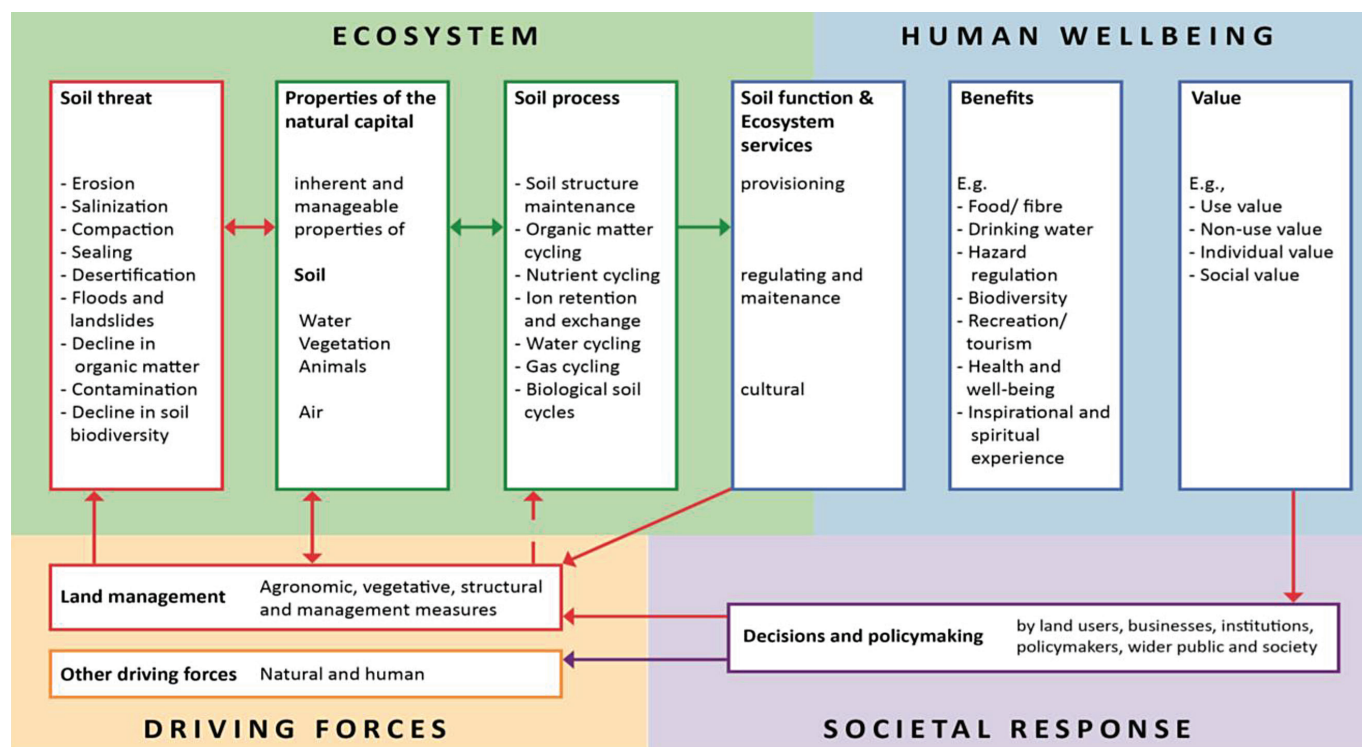 ECOSYSTEM
HUMAN WELLBEING
Soil threat
- Erosion
- Salinization
- Compaction
- Sealing
- Desertification
- Floods and
landslides
- Decline in
organic matter
- Contamination
- Decline in soil
biodiversity
Properties of the
natural capital
inherent and
manageable
properties of
Soil
Water
Vegetation
Animals
Air
Soil process
- Soil structure
maintenance
- Organic matter
cycling
- Nutrient cycling
- Ion retention
and exchange
- Water cycling
- Gas cycling
- Biological soil
cycles
Soil function &
Ecosystem
services
provisioning
regulating and
maitenance
cultural
Benefits
E.g.
- Food/ fibre
- Drinking water
- Hazard
regulation
- Biodiversity
- Recreation/
tourism
- Health and
well-being
- Inspirational and
spiritual
experience
Value
E.g.,
- Use value
- Non-use value
- Individual value
- Social value
Land management
Agronomic, vegetative, structural
and management measures
Other driving forces
Natural and human
Decisions and policymaking
by land users, businesses, institutions,
policymakers, wider public and society
DRIVING FORCES
SOCIETAL RESPONSE